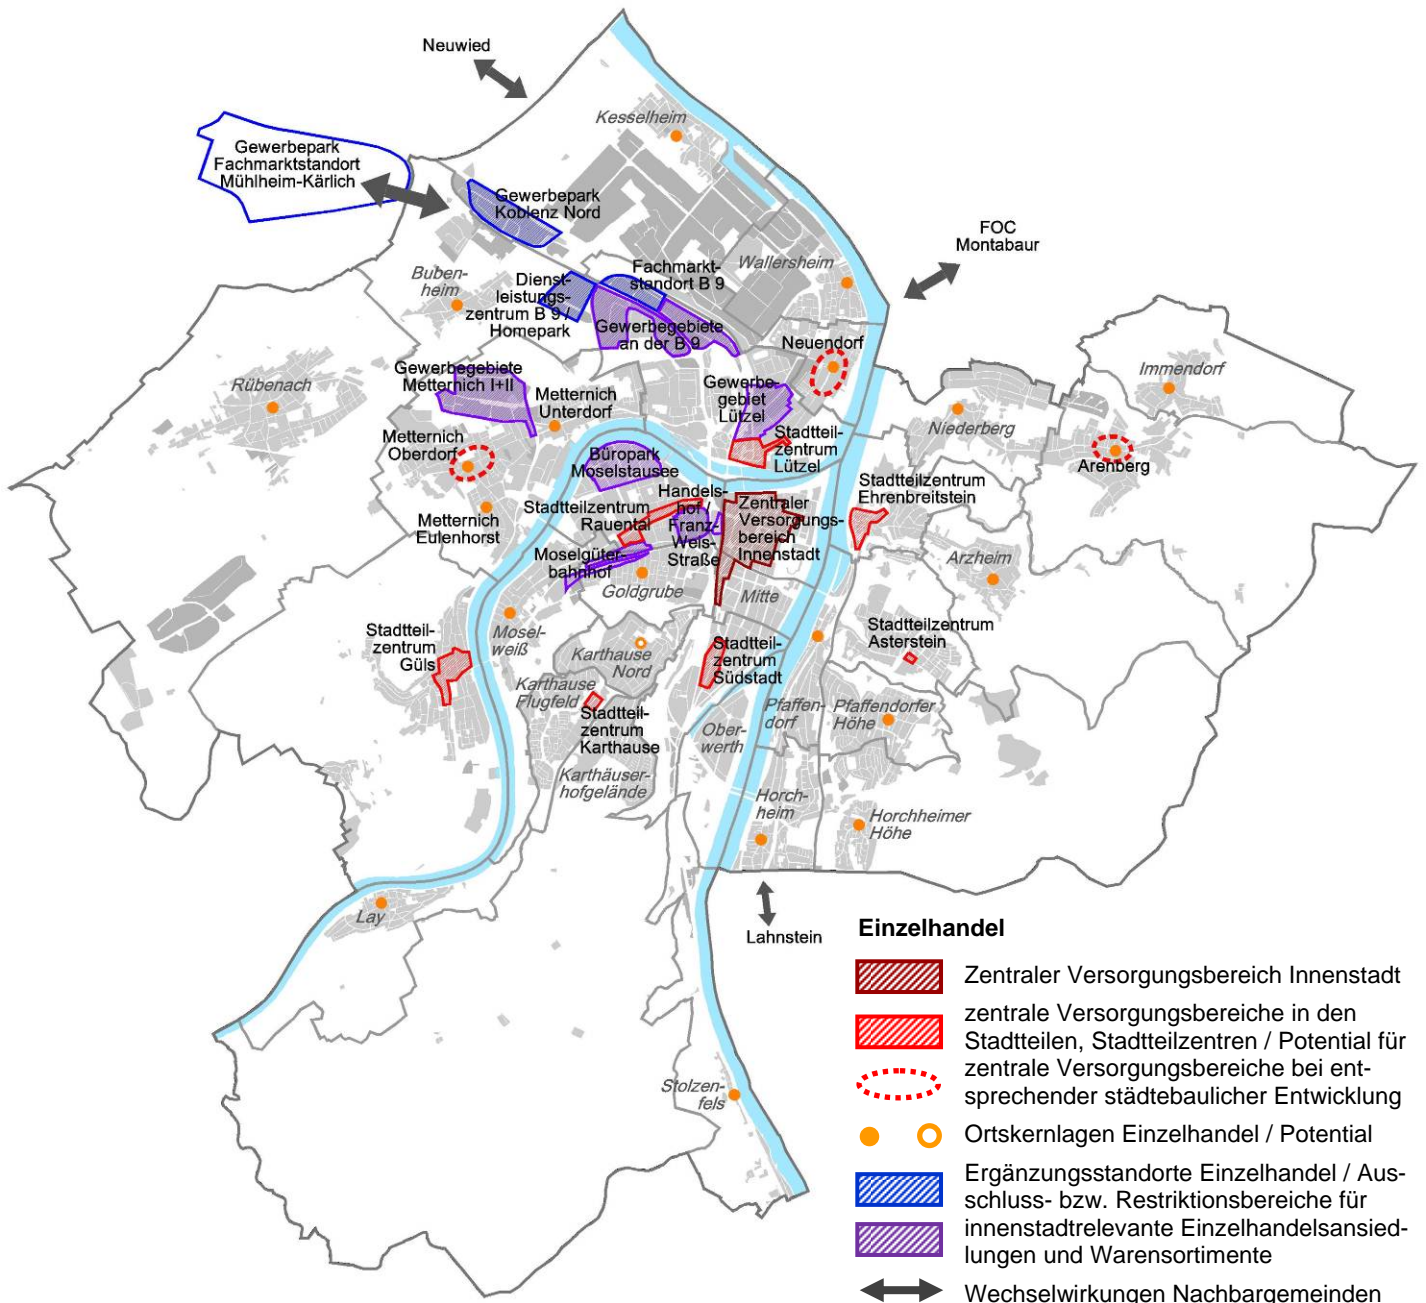 Neuwied
Kesselheim
Gewerbepark
Fachmarktstandort
Mühlheim-Kärlich
Gewerbepark
Koblenz Nord
FOC
Montabaur
Wallersheim
Fachmarkt-
standort B 9
Buben-
heim
Dienst-
leistungs-
zentrum B 9 /
Homepark
Gewerbegebiete
an der B 9
Neuendorf
Immendorf
Rübenach
Gewerbegebiete
Metternich I+II
Metternich
Unterdorf
Gewerbe-
gebiet
Lützel
Niederberg
Stadtteil-
zentrum
Lützel
Arenberg
Metternich
Oberdorf
Büropark
Moselstausee
Stadtteilzentrum
Ehrenbreitstein
Metternich
Eulenhorst
Stadtteilzentrum
Rauental
Handels-
hof /
Franz-
Weis-
Straße
Zentraler
Versorgungs-
bereich
Innenstadt
Moselgüter-
bahnhof
Goldgrube
Mitte
Arzheim
Stadtteil-
zentrum
Güls
Mosel-
weiß
Karthause
Nord
Stadtteil-
zentrum
Südstadt
Stadtteilzentrum
Asterstein
Karthause
Flugfeld
Stadtteil-
zentrum
Karthause
Pfaffen-
dorf
Pfaffendorfer
Höhe
Ober-
werth
Karthäuser-
hofgelände
Horch-
heim
Horchheimer
Höhe
Lay
Lahnstein
Stolzen-
fels
Einzelhandel
Zentraler Versorgungsbereich Innenstadt
zentrale Versorgungsbereiche in den
Stadtteilen, Stadtteilzentren / Potential für
zentrale Versorgungsbereiche bei ent-
sprechender städtebaulicher Entwicklung
Ortskernlagen Einzelhandel / Potential
Ergänzungsstandorte Einzelhandel / Aus-
schluss- bzw. Restriktionsbereiche für
innenstadtrelevante Einzelhandelsansied-
lungen und Warensortimente
Wechselwirkungen Nachbargemeinden